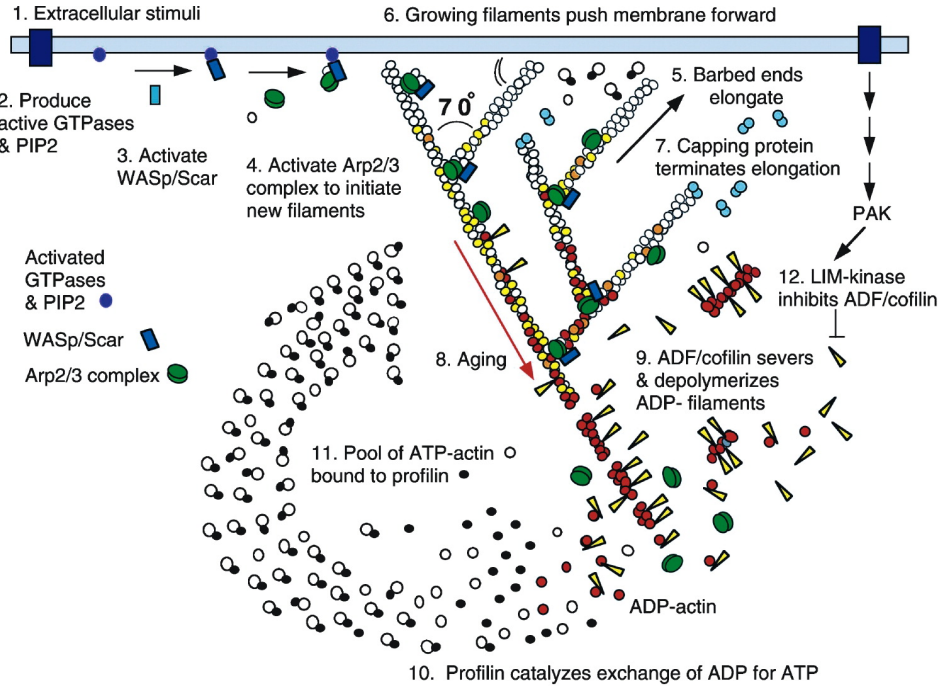 1. Extracellular stimuli
6. Growing filaments push membrane forward
2. Produce
active GTPases
& PIP2
3. Activate
WASp/Scar
4. Activate Arp2/3
complex to initiate
new filaments
70°
5. Barbed ends
elongate
7. Capping protein
terminates elongation
PAK
12. LIM-kinase
inhibits ADF/cofilin
Activated
GTPases
& PIP2
WASp/Scar
Arp2/3 complex
8. Aging
9. ADF/cofilin severs
& depolymerizes
ADP- filaments
11. Pool of ATP-actin
bound to profilin
ADP-actin
10. Profilin catalyzes exchange of ADP for ATP